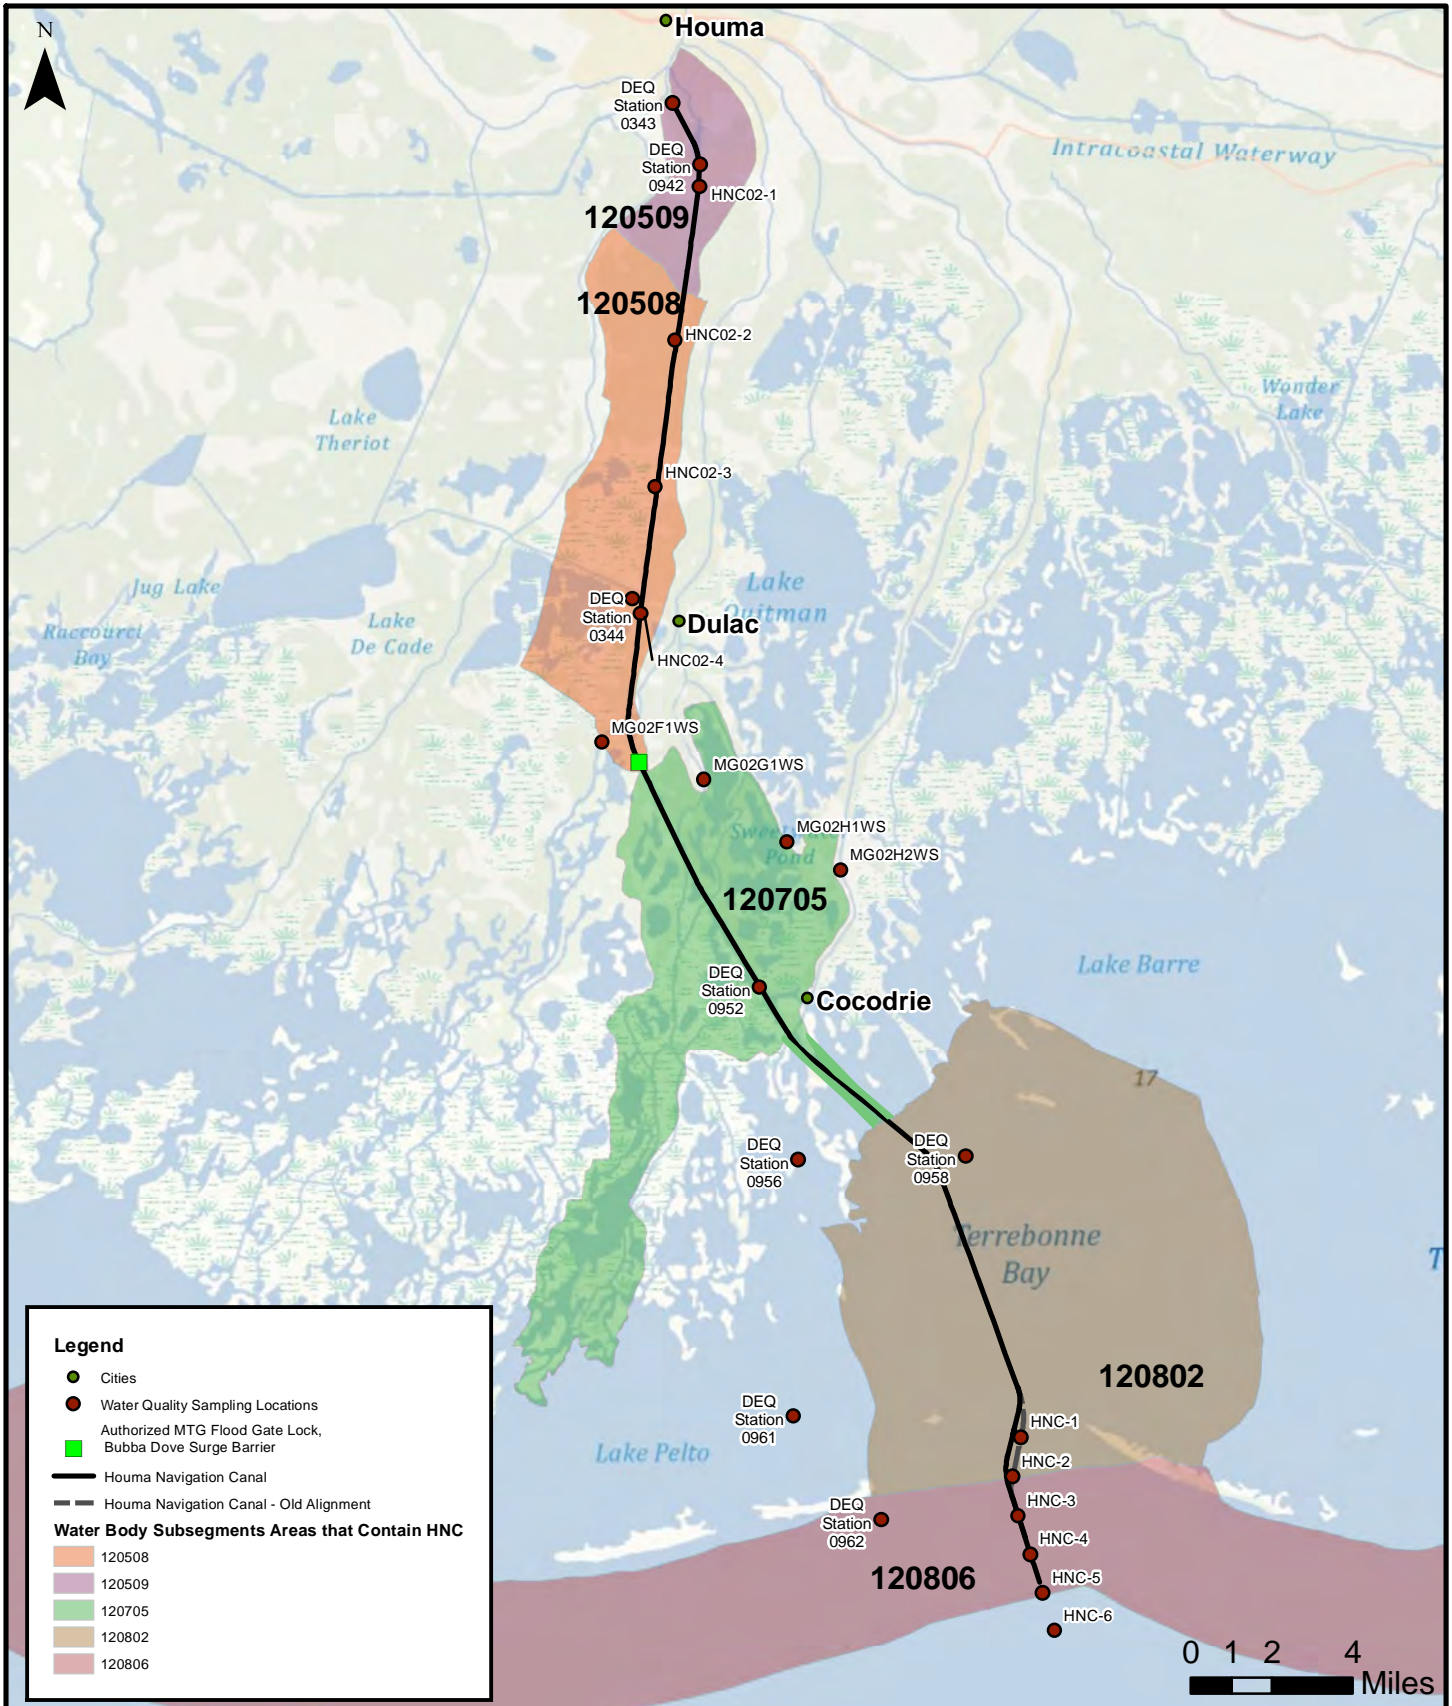 N
Houma
DEQ
Station
0343
DEQ
Station
0942
HNC02-1
Intracoastal Waterway
120509
120508
HNC02-2
Wonder
Lake
Lake
Theriot
HNC02-3
Jug Lake
Lake
Quitman
DEQ
Station
0344
Dulac
Raccourci
Bay
Lake
De Cade
HNC02-4
MG02F1WS
MG02G1WS
MG02H1WS
Pond
MG02H2WS
120705
Lake Barre
DEQ
Station
0952
Cocodrie
17
DEQ
Station
0956
DEQ
Station
0958
Terrebonne
Bay
T
120802
DEQ
Station
0961
HNC-1
Lake Pelto
HNC-2
HNC-3
DEQ
Station
0962
HNC-4
120806
HNC-5
HNC-6
Legend
Cities
Water Quality Sampling Locations
Authorized MTG Flood Gate Lock,
Bubba Dove Surge Barrier
Houma Navigation Canal
Houma Navigation Canal - Old Alignment
Water Body Subsegments Areas that Contain HNC
120508
120509
120705
120802
120806
0 1 2 4
Miles